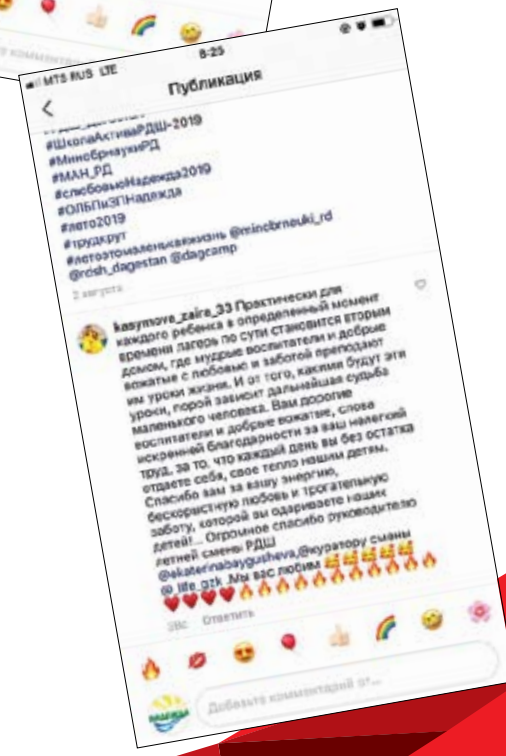 у комментарий
MTS RUS LTE
8:25
Публикация
#ШколаАктиваРДШ-2019
#МинобрнаукиРД
#МАН_РД
#слюбовьюНадежда2019
#ОЛБПиЗПНадежда
#лето2019
#трудкрут
#летоэтомаленькаяжизнь @minobrnauki_rd
@rdsh_dagestan @dagcamp
2 августа
kasymova_zaira_33 Практически для
каждого ребенка в определенный момент
времени лагерь по сути становится вторым
домом, где мудрые воспитатели и добрые
вожатые с любовью и заботой преподают
им уроки жизни. И от того, какими будут эти
уроки, порой зависит дальнейшая судьба
маленького человека. Вам дорогие
воспитатели и добрые вожатые, слова
искренней благодарности за ваш нелегкий
труд, за то, что каждый день вы без остатка
отдаете себя, свое тепло нашим детям.
Спасибо вам за вашу энергию,
бескорыстную любовь и трогательную
заботу, которой вы одариваете наших
детей!... Огромное спасибо руководителю
летней смены РДШ
@ekaterinabaygusheva,@куратору смены
@_life_gzk .Мы вас любим 🥰🥰🥰🥰🥰
❤️❤️❤️❤️🔥🔥🔥🔥🔥🔥🔥🔥🔥🔥🔥
Ответить
НАДЕЖДА
Добавьте комментарий от...